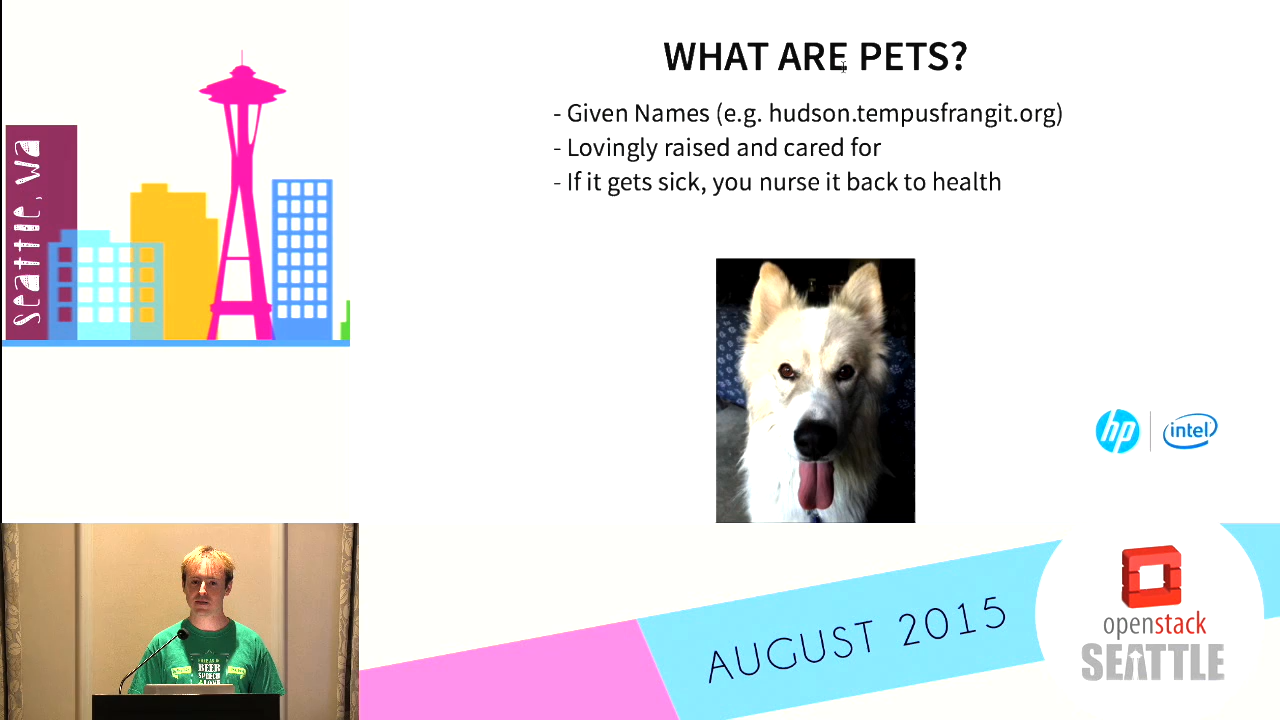 WHAT ARE PETS?
- Given Names (e.g. hudson.tempusfrangit.org)
- Lovingly raised and cared for
- If it gets sick, you nurse it back to health
seattle, wa
hp
intel
BEER
AUGUST 2015
openstack
SEATTLE